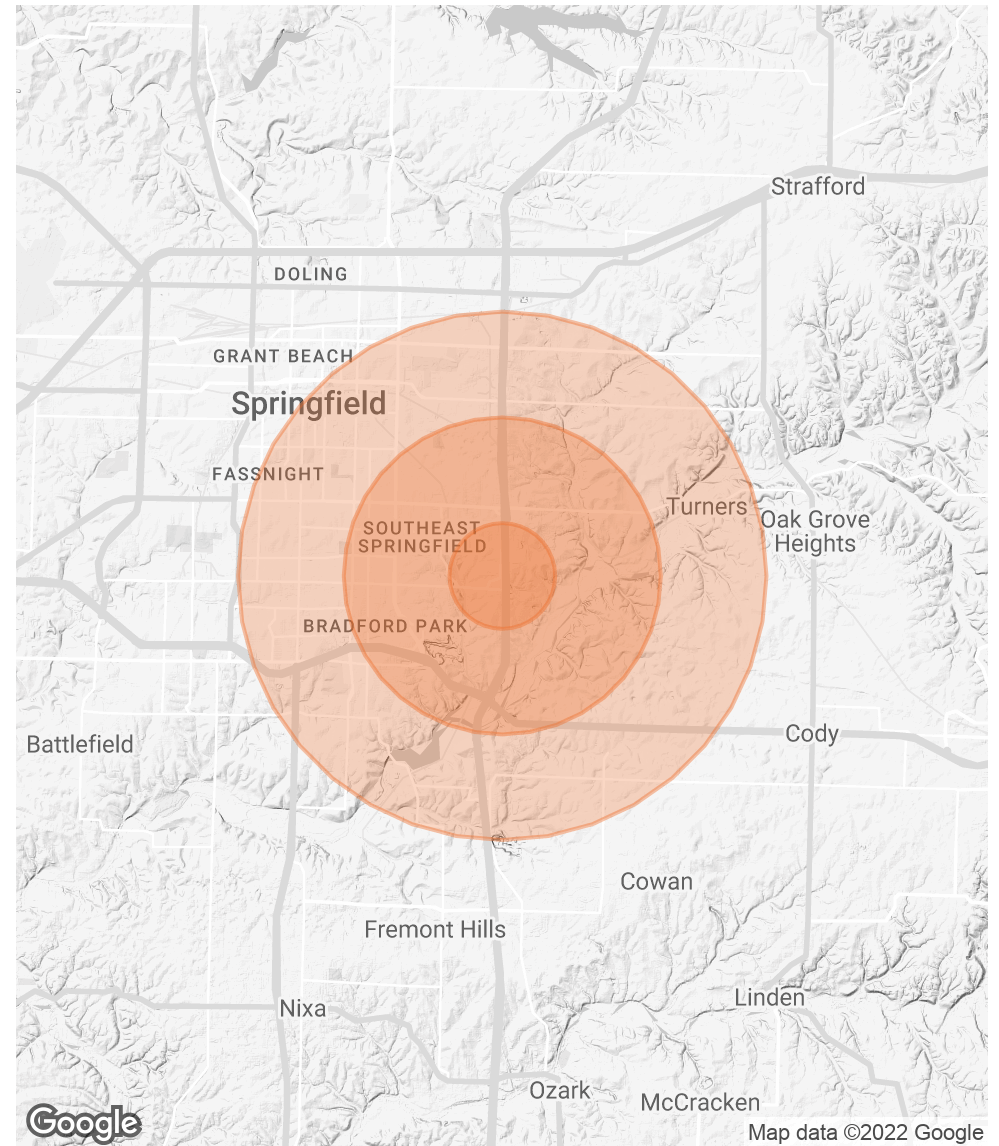 Strafford
DOLING
GRANT BEACH
Springfield
FASSNIGHT
Turners
Oak Grove
Heights
SOUTHEAST
SPRINGFIELD
BRADFORD PARK
Cody
Battlefield
Cowan
Fremont Hills
Linden
Nixa
Ozark
McCracken
Google
Map data ©2022 Google